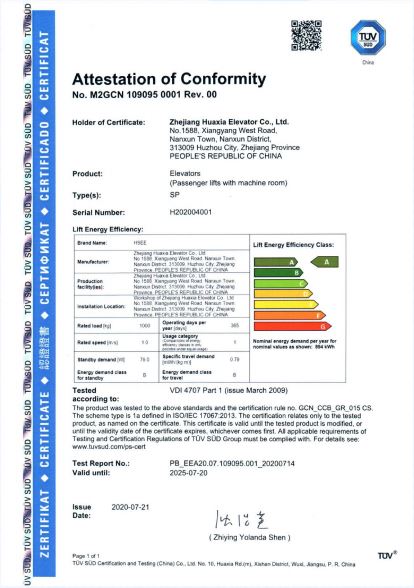 TÜV
SÜD
China
Attestation of Conformity
No. M2GCN 109095 0001 Rev. 00
Holder of Certificate: Zhejiang Huaxia Elevator Co., Ltd.
No.1588, Xiangyang West Road,
Nanxun Town, Nanxun District,
313009 Huzhou City, Zhejiang Province
PEOPLE'S REPUBLIC OF CHINA
Product: Elevators
(Passenger lifts with machine room)
Type(s): SP
Serial Number: H202004001
Lift Energy Efficiency:
Brand Name: HSEE
Lift Energy Efficiency Class:
Manufacturer: Zhejiang Huaxia Elevator Co., Ltd.
No.1588, Xiangyang West Road, Nanxun Town,
Nanxun District, 313009, Huzhou City, Zhejiang
Province, PEOPLE'S REPUBLIC OF CHINA
Production facility(ies): Zhejiang Huaxia Elevator Co., Ltd.
No.1588, Xiangyang West Road, Nanxun Town,
Nanxun District, 313009, Huzhou City, Zhejiang
Province, PEOPLE'S REPUBLIC OF CHINA
Installation Location: Workshop of Zhejiang Huaxia Elevator Co., Ltd.
No.1588, Xiangyang West Road, Nanxun Town,
Nanxun District, 313009, Huzhou City, Zhejiang
Province, PEOPLE'S REPUBLIC OF CHINA
A A
B
C
D
E
F
G
Rated load [kg] 1000 Operating days per year [days] 365
Rated speed [m/s] 1.0 Usage category 1
Standby demand [W] Specific travel demand [mWh/(kg·m)] 0.79
Energy demand class for standby B Energy demand class for travel B
Nominal energy demand per year for
nominal values as shown: 894 kWh
Tested according to: VDI 4707 Part 1 (issue March 2009)
The product was tested to the above standards and the certification rule no. GCN_CCB_GR_015 CS.
The scheme type is 1a defined in ISO/IEC 17067:2013. The certification relates only to the tested
product, as named on the certificate. This certificate is valid until the tested product is modified, or
until the validity date of the certificate expires, whichever comes first. All applicable requirements of
Testing and Certification Regulations of TÜV SÜD Group must be complied with. For details see:
www.tuvsud.com/ps-cert
Test Report No.: PB_EEA20.07.109095.001_20200714
Valid until: 2025-07-20
Issue Date: 2020-07-21
( Zhiying Yolanda Shen )
Page 1 of 1
TÜV SÜD Certification and Testing (China) Co., Ltd. No. 10, Huaxia Rd.(m), Xishan District, Wuxi, Jiangsu, P. R. China
TÜV®
ZERTIFIKAT ◆ CERTIFICATE ◆ 認證證書 ◆ СЕРТИФИКАТ ◆ CERTIFICADO ◆ CERTIFICAT
TÜV SÜD TÜV SÜD TÜV SÜD TÜV SÜD TÜV SÜD TÜV SÜD